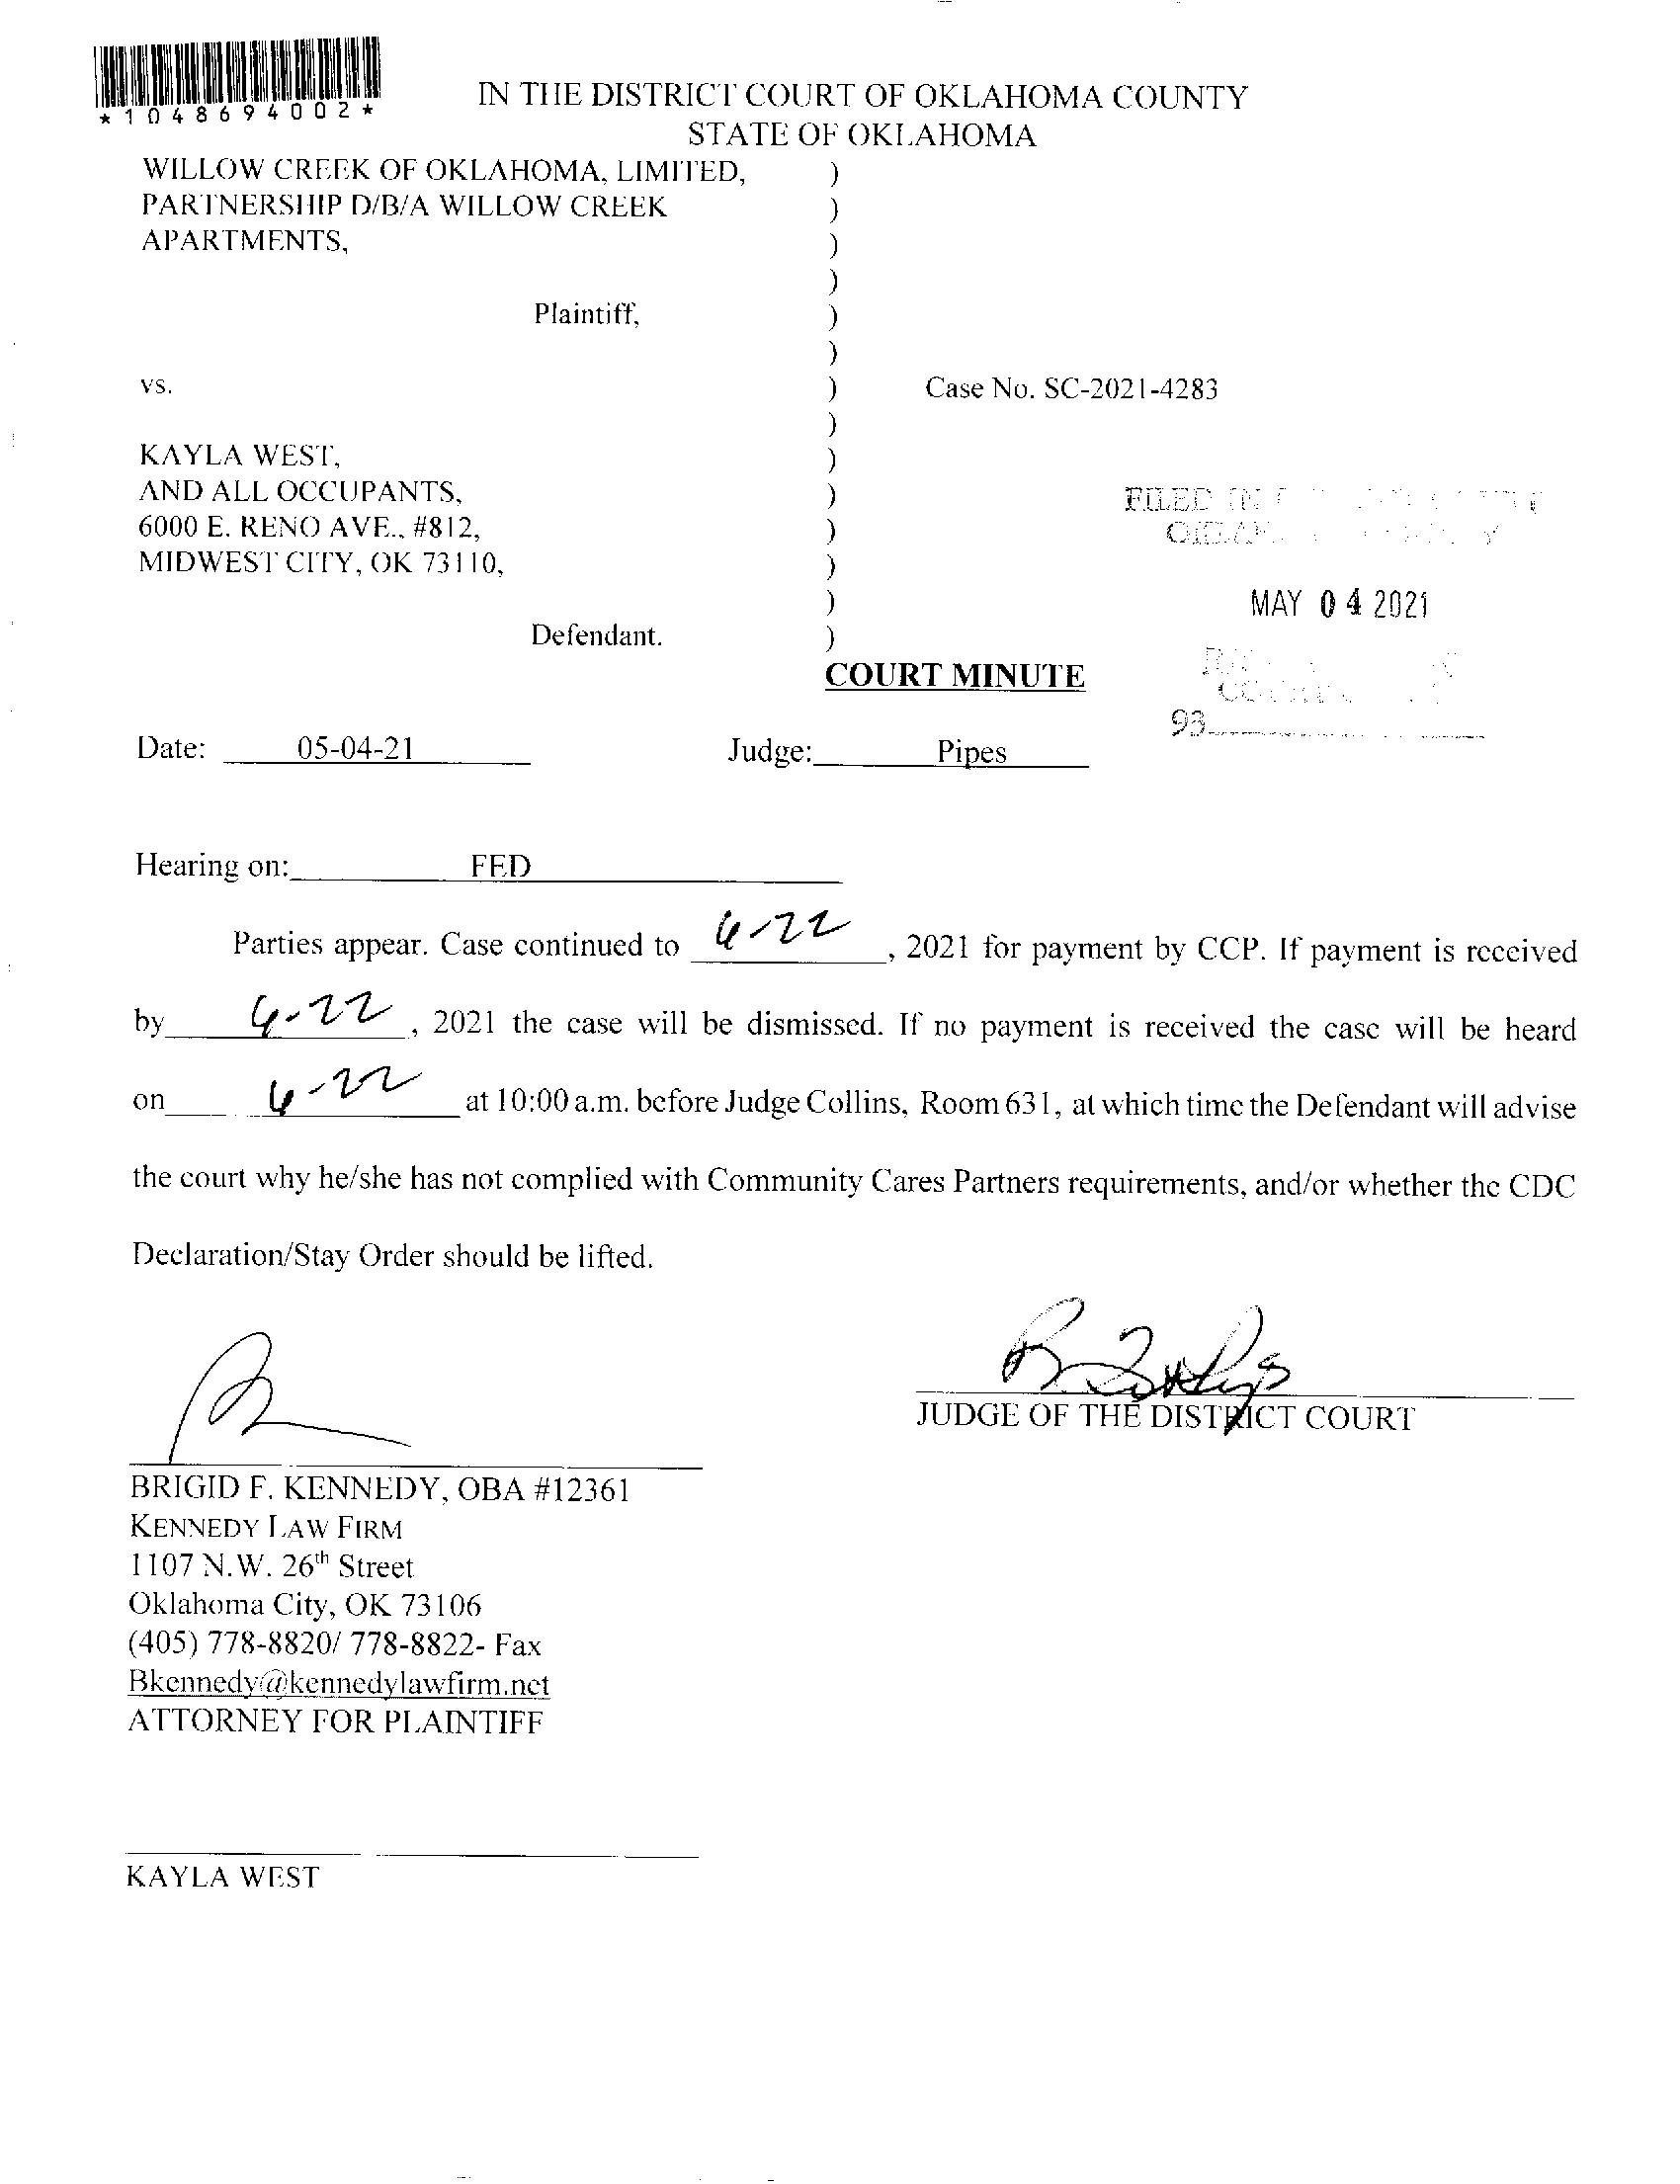 *1048694002*
IN THE DISTRICT COURT OF OKLAHOMA COUNTY
STATE OF OKLAHOMA
WILLOW CREEK OF OKLAHOMA, LIMITED, )
PARTNERSHIP D/B/A WILLOW CREEK )
APARTMENTS, )
)
Plaintiff, )
)
vs. ) Case No. SC-2021-4283
)
KAYLA WEST, )
AND ALL OCCUPANTS, ) FILED IN
6000 E. RENO AVE., #812, )
MIDWEST CITY, OK 73110, )
) MAY 04 2021
Defendant. )
COURT MINUTE
93
Date: 05-04-21 Judge: Pipes
Hearing on: FED
Parties appear. Case continued to 6-22, 2021 for payment by CCP. If payment is received
by 6-22, 2021 the case will be dismissed. If no payment is received the case will be heard
on 6-22 at 10:00 a.m. before Judge Collins, Room 631, at which time the Defendant will advise
the court why he/she has not complied with Community Cares Partners requirements, and/or whether the CDC
Declaration/Stay Order should be lifted.
JUDGE OF THE DISTRICT COURT
BRIGID F. KENNEDY, OBA #12361
KENNEDY LAW FIRM
1107 N.W. 26th Street
Oklahoma City, OK 73106
(405) 778-8820/ 778-8822- Fax
Bkennedy@kennedylawfirm.net
ATTORNEY FOR PLAINTIFF
KAYLA WEST